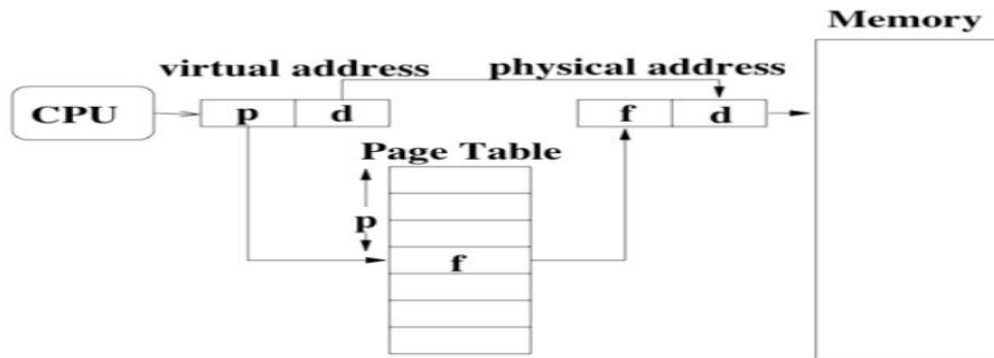 Memory
virtual address physical address
CPU p d f d
Page Table
p
f